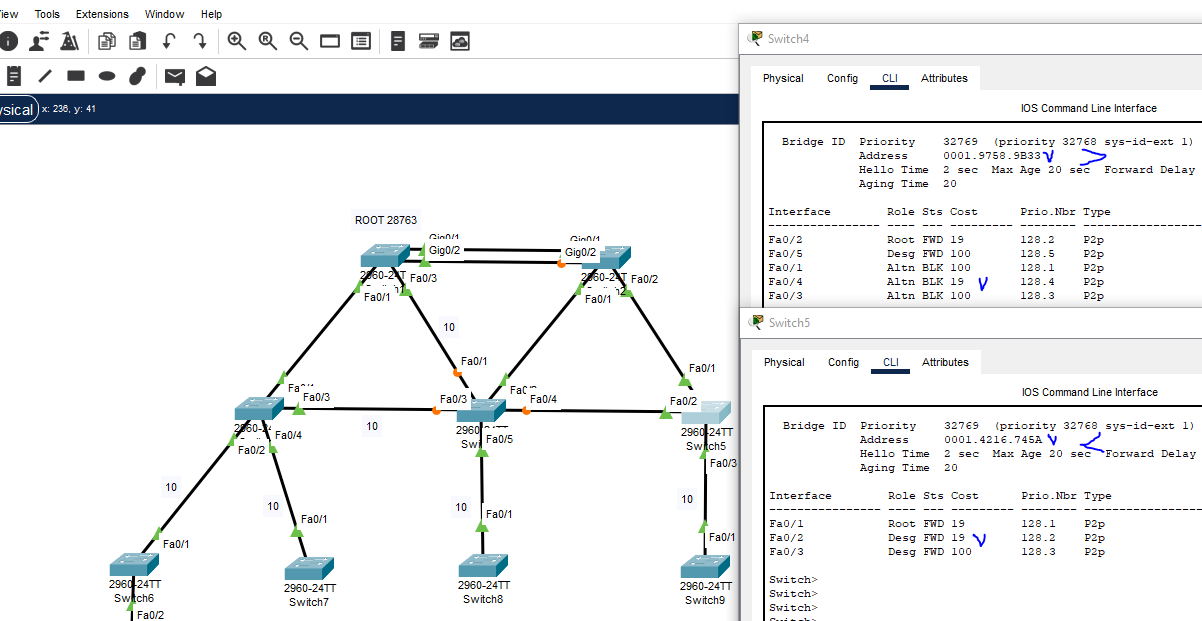 iew Tools Extensions Window Help
ysical x: 236, y: 41
ROOT 28763
Gig0/1
Gig0/2
Gig0/1
Gig0/2
2960-24T
Fa0/3
Fa0/1
2960-24T
Fa0/2
Fa0/1
10
Fa0/1
Fa0/1
Fa0/3
Fa0/3
Fa0/4
Fa0/2
2960-24
Fa0/4
Fa0/2
10
Fa0/5
2960-24TT
Switch5
Fa0/3
10
10
10
10
Fa0/1
Fa0/1
Fa0/1
Fa0/1
2960-24TT
Switch6
Fa0/2
2960-24TT
Switch7
2960-24TT
Switch8
2960-24TT
Switch9
Switch4
Physical Config CLI Attributes
IOS Command Line Interface
Bridge ID Priority 32769 (priority 32768 sys-id-ext 1)
Address 0001.9758.9B33
Hello Time 2 sec Max Age 20 sec Forward Delay
Aging Time 20
Interface Role Sts Cost Prio.Nbr Type
Fa0/2 Root FWD 19 128.2 P2p
Fa0/5 Desg FWD 100 128.5 P2p
Fa0/1 Altn BLK 100 128.1 P2p
Fa0/4 Altn BLK 19 128.4 P2p
Fa0/3 Altn BLK 100 128.3 P2p
Switch5
Physical Config CLI Attributes
IOS Command Line Interface
Bridge ID Priority 32769 (priority 32768 sys-id-ext 1)
Address 0001.4216.745A
Hello Time 2 sec Max Age 20 sec Forward Delay
Aging Time 20
Interface Role Sts Cost Prio.Nbr Type
Fa0/1 Root FWD 19 128.1 P2p
Fa0/2 Desg FWD 19 128.2 P2p
Fa0/3 Desg FWD 100 128.3 P2p
Switch>
Switch>
Switch>
Switch>